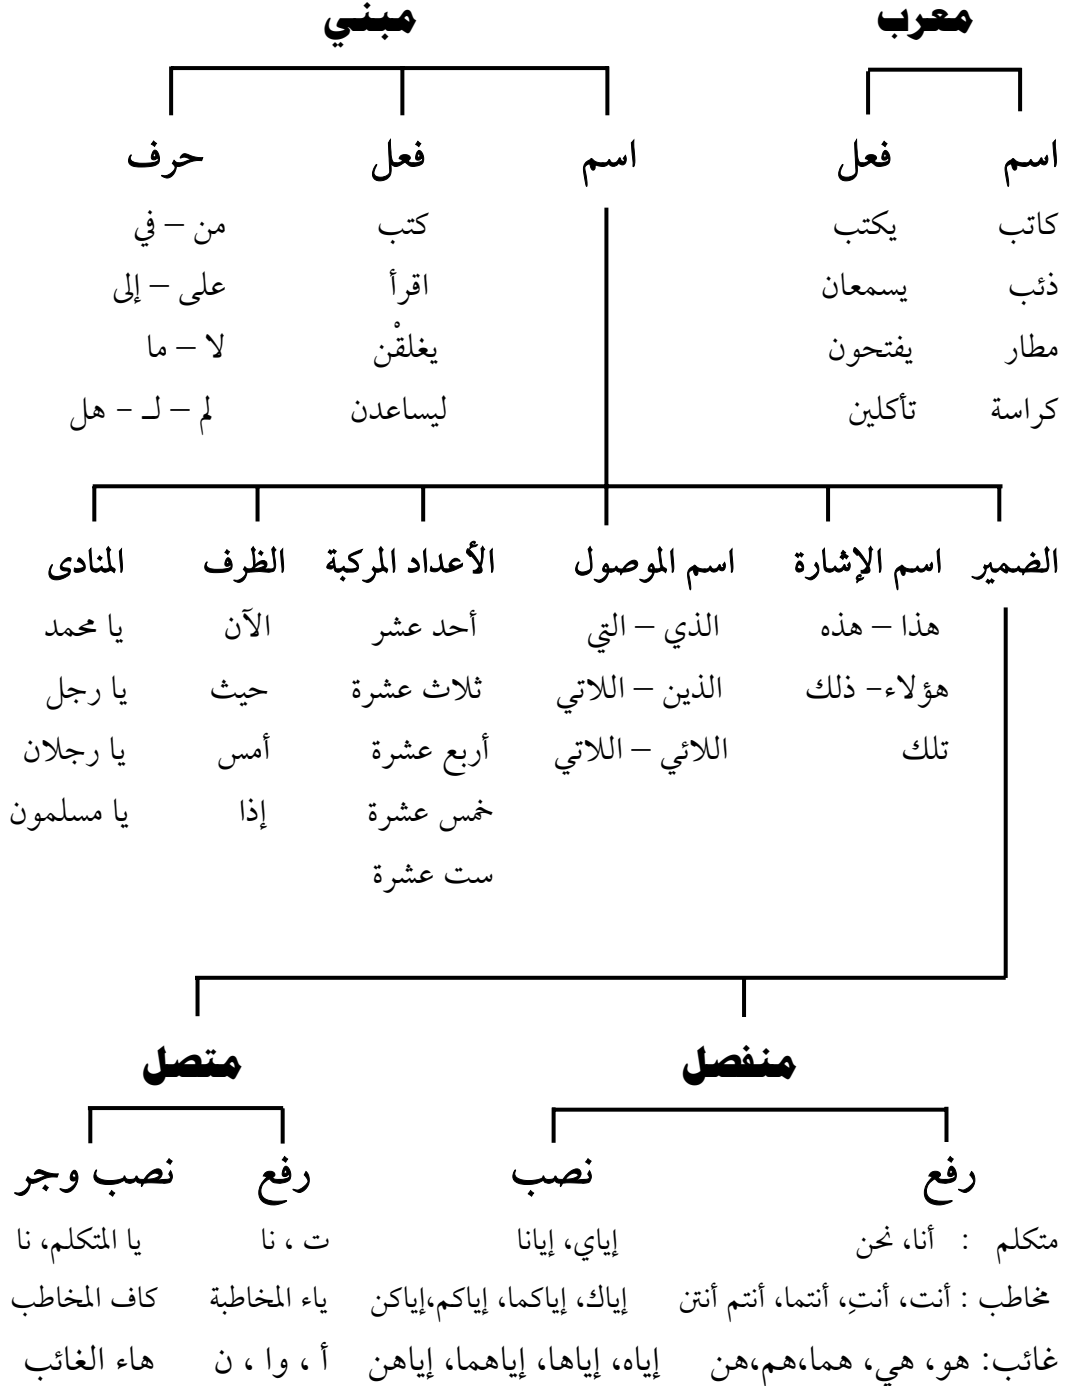 معرب مبني
اسم فعل اسم فعل حرف
كاتب يكتب كتب من – في
ذئب يسمعان اقرأ على – إلى
مطار يفتحون يغلقْن لا – ما
كراسة تأكلين ليساعدن لم – لـ – هل
الضمير اسم الإشارة اسم الموصول الأعداد المركبة الظرف المنادى
هذا – هذه الذي – التي أحد عشر الآن يا محمد
هؤلاء- ذلك الذين – اللاتي ثلاث عشرة حيث يا رجل
تلك اللائي – اللاتي أربع عشرة أمس يا رجلان
خمس عشرة إذا يا مسلمون
ست عشرة
منفصل متصل
رفع نصب رفع نصب وجر
متكلم : أنا، نحن إياي، إيانا ت ، نا يا المتكلم، نا
مخاطب : أنت، أنتِ، أنتما، أنتم أنتن إياك، إياكما، إياكم،إياكن ياء المخاطبة كاف المخاطب
غائب: هو، هي، هما،هم،هن إياه، إياها، إياهما، إياهن أ ، وا ، ن هاء الغائب